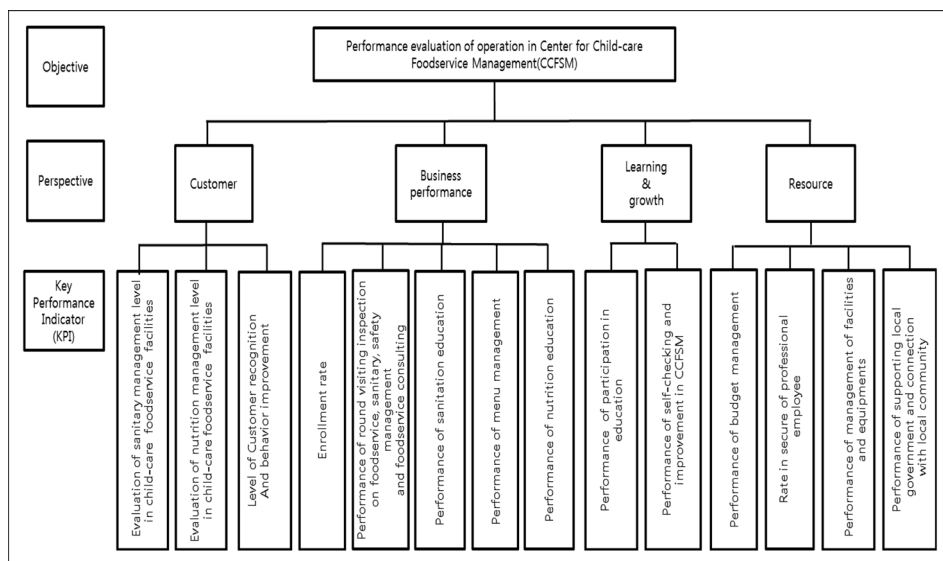 Objective
Performance evaluation of operation in Center for Child-care
Foodservice Management(CCFSM)
Perspective
Customer
Business
performance
Learning
&
growth
Resource
Key
Performance
Indicator
(KPI)
Evaluation of sanitary management level
in child-care foodservice facilities
Evaluation of nutrition management level
in child-care foodservice facilities
Level of Customer recognition
And behavior improvement
Enrollment rate
Performance of round visiting inspection
on foodservice, sanitary, safety
management
and foodservice consulting
Performance of sanitation education
Performance of menu management
Performance of nutrition education
Performance of participation in
education
Performance of self-checking and
improvement in CCFSM
Performance of budget management
Rate in secure of professional
employee
Performance of management of facilities
and equipments
Performance of supporting local
government and connection
with local community